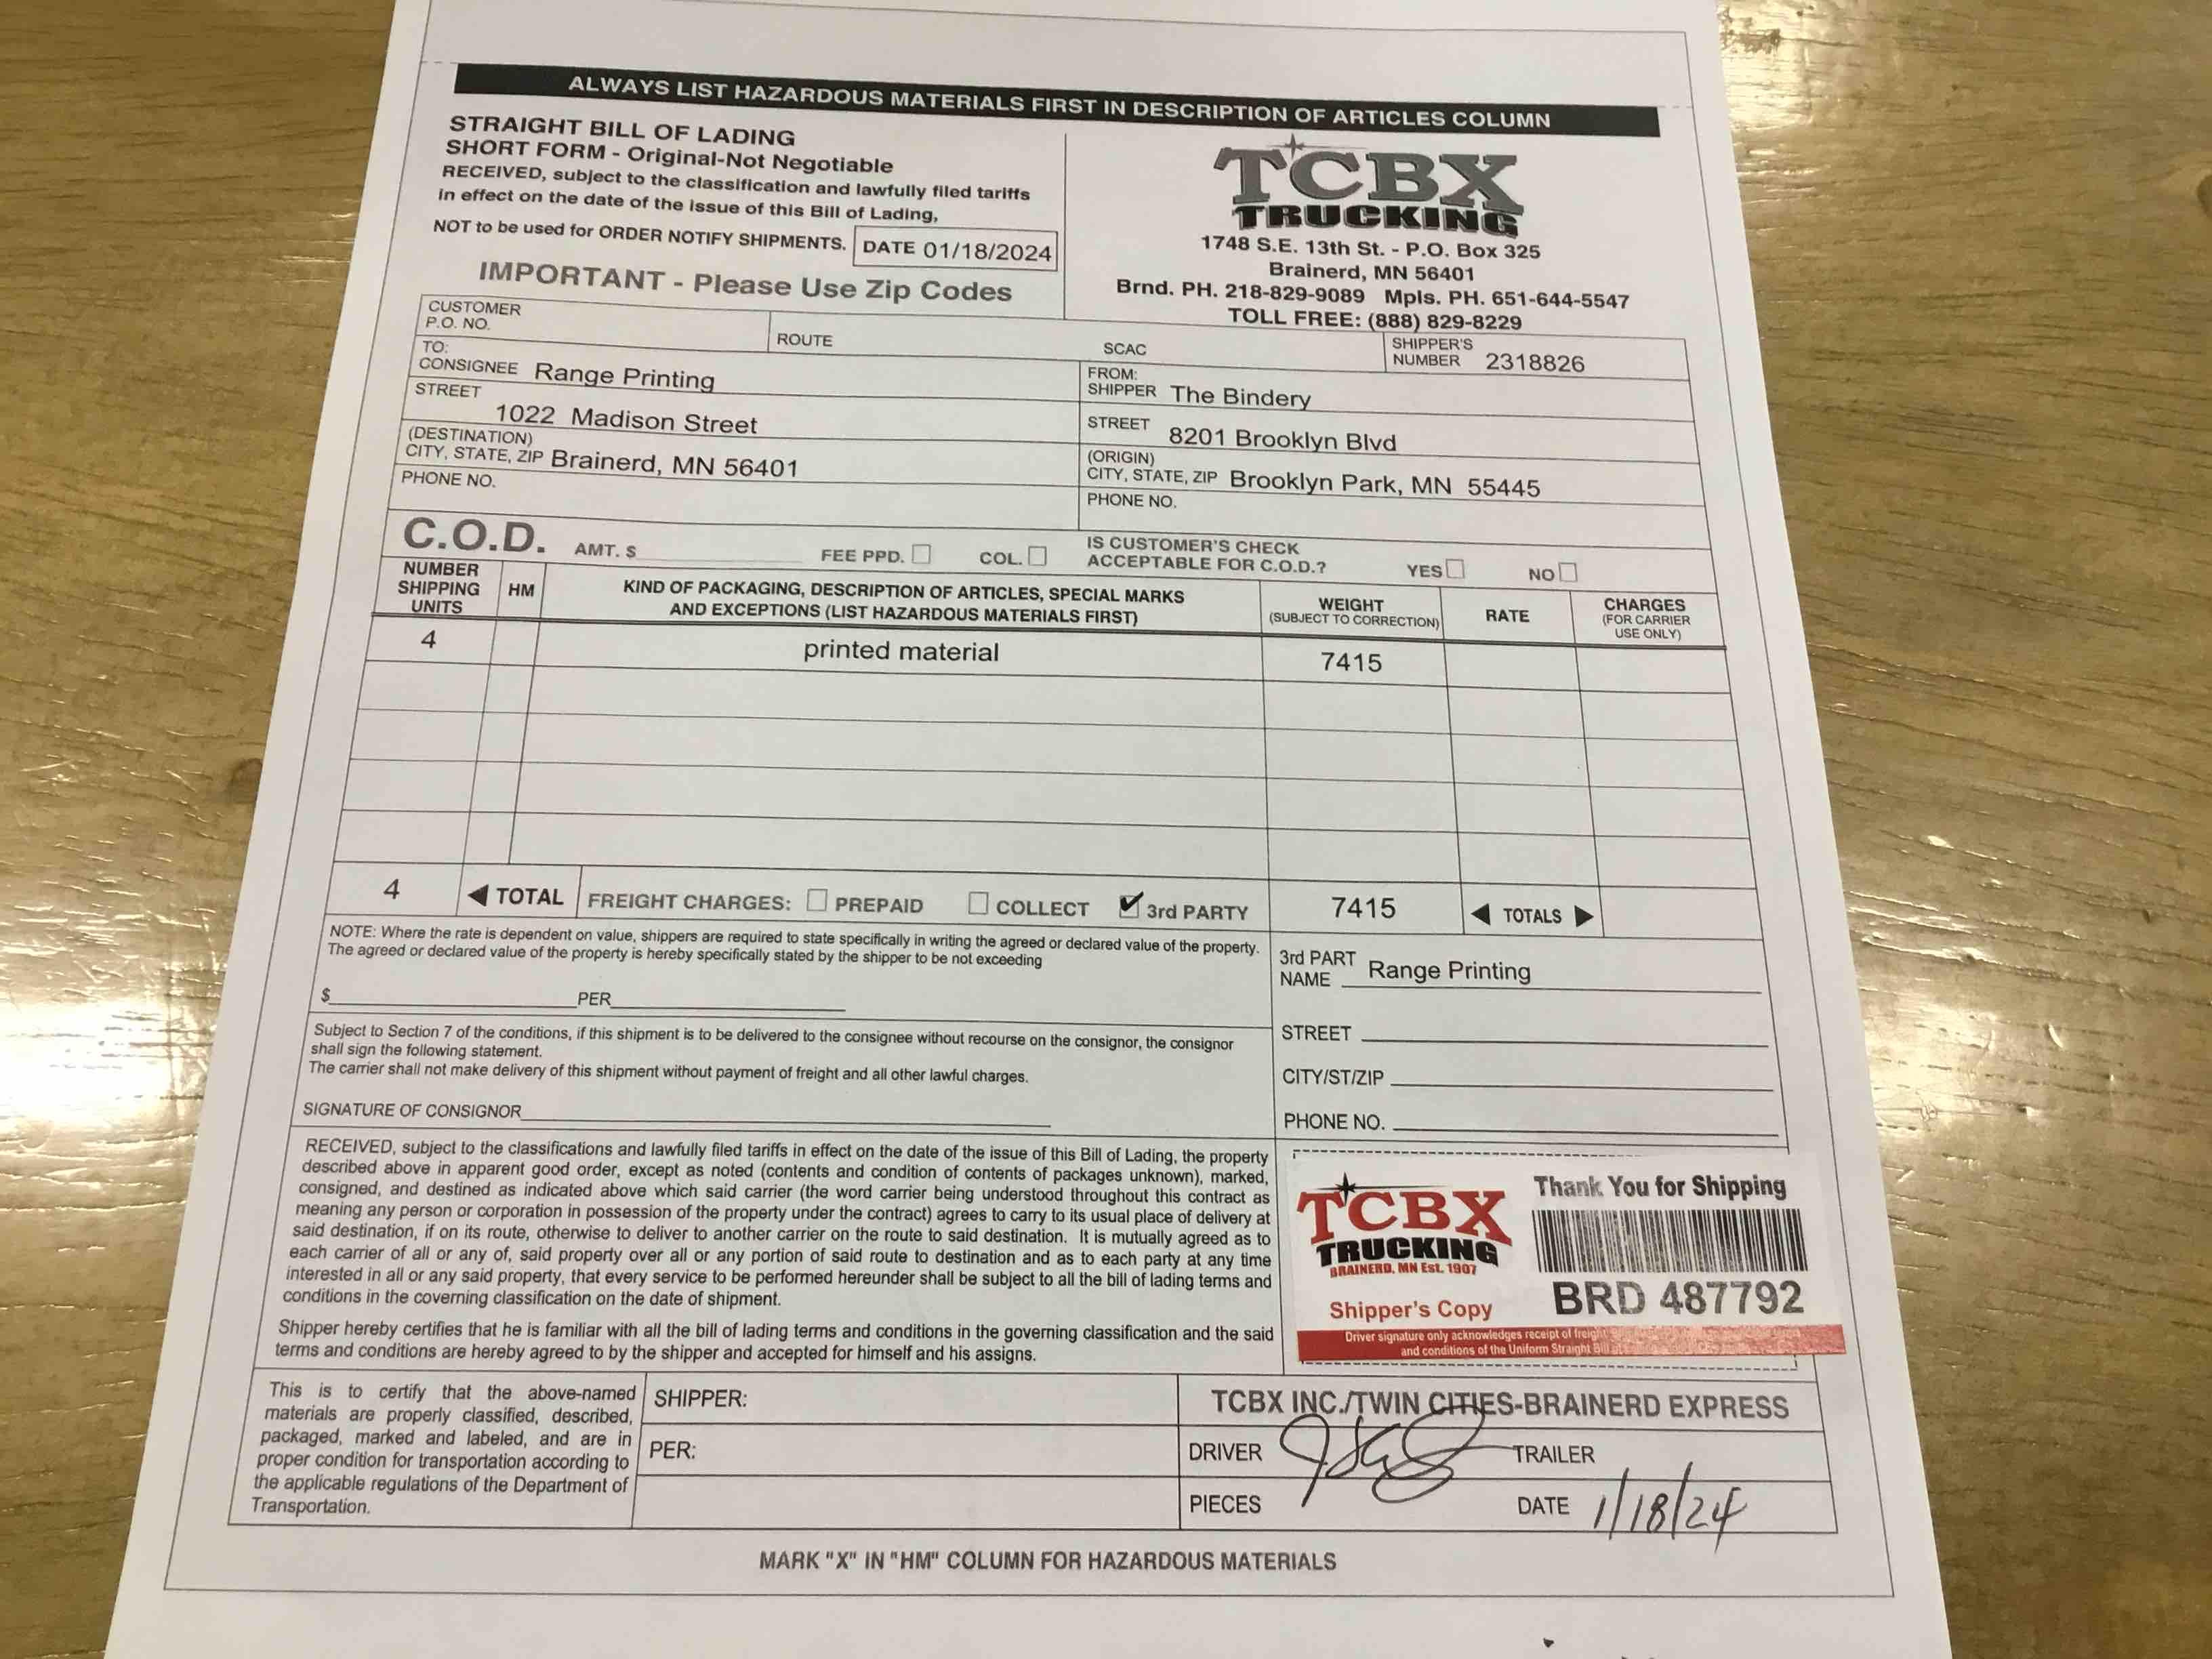 ALWAYS LIST HAZARDOUS MATERIALS FIRST IN DESCRIPTION OF ARTICLES COLUMN
STRAIGHT BILL OF LADING
SHORT FORM - Original-Not Negotiable
RECEIVED, subject to the classification and lawfully filed tariffs
in effect on the date of the issue of this Bill of Lading,
NOT to be used for ORDER NOTIFY SHIPMENTS. DATE 01/18/2024
IMPORTANT - Please Use Zip Codes
TCBX
TRUCKING
1748 S.E. 13th St. - P.O. Box 325
Brainerd, MN 56401
Brnd. PH. 218-829-9089 Mpls. PH. 651-644-5547
TOLL FREE: (888) 829-8229
CUSTOMER
P.O. NO.
ROUTE
SCAC
SHIPPER'S
NUMBER 2318826
TO:
CONSIGNEE Range Printing
STREET
1022 Madison Street
(DESTINATION)
CITY, STATE, ZIP Brainerd, MN 56401
PHONE NO.
FROM:
SHIPPER The Bindery
STREET 8201 Brooklyn Blvd
(ORIGIN)
CITY, STATE, ZIP Brooklyn Park, MN 55445
PHONE NO.
C.O.D. AMT. $ FEE PPD. COL.
IS CUSTOMER'S CHECK
ACCEPTABLE FOR C.O.D.? YES NO
NUMBER
SHIPPING
UNITS
HM
KIND OF PACKAGING, DESCRIPTION OF ARTICLES, SPECIAL MARKS
AND EXCEPTIONS (LIST HAZARDOUS MATERIALS FIRST)
WEIGHT
(SUBJECT TO CORRECTION)
RATE
CHARGES
(FOR CARRIER
USE ONLY)
4 printed material 7415
4 TOTAL FREIGHT CHARGES: PREPAID COLLECT 3rd PARTY 7415 TOTALS
NOTE: Where the rate is dependent on value, shippers are required to state specifically in writing the agreed or declared value of the property.
The agreed or declared value of the property is hereby specifically stated by the shipper to be not exceeding
$ PER
3rd PART
NAME Range Printing
STREET
CITY/ST/ZIP
PHONE NO.
Subject to Section 7 of the conditions, if this shipment is to be delivered to the consignee without recourse on the consignor, the consignor
shall sign the following statement.
The carrier shall not make delivery of this shipment without payment of freight and all other lawful charges.
SIGNATURE OF CONSIGNOR
RECEIVED, subject to the classifications and lawfully filed tariffs in effect on the date of the issue of this Bill of Lading, the property
described above in apparent good order, except as noted (contents and condition of contents of packages unknown), marked,
consigned, and destined as indicated above which said carrier (the word carrier being understood throughout this contract as
meaning any person or corporation in possession of the property under the contract) agrees to carry to its usual place of delivery at
said destination, if on its route, otherwise to deliver to another carrier on the route to said destination. It is mutually agreed as to
each carrier of all or any of, said property over all or any portion of said route to destination and as to each party at any time
interested in all or any said property, that every service to be performed hereunder shall be subject to all the bill of lading terms and
conditions in the coverning classification on the date of shipment.
Shipper hereby certifies that he is familiar with all the bill of lading terms and conditions in the governing classification and the said
terms and conditions are hereby agreed to by the shipper and accepted for himself and his assigns.
TCBX
TRUCKING
BRAINERD, MN Est. 1907
Shipper's Copy
Thank You for Shipping
BRD 487792
Driver signature only acknowledges receipt of freight
and conditions of the Uniform Straight Bill
This is to certify that the above-named
materials are properly classified, described,
packaged, marked and labeled, and are in
proper condition for transportation according to
the applicable regulations of the Department of
Transportation.
SHIPPER:
PER:
TCBX INC./TWIN CITIES-BRAINERD EXPRESS
DRIVER TRAILER
PIECES DATE 1/18/24
MARK "X" IN "HM" COLUMN FOR HAZARDOUS MATERIALS